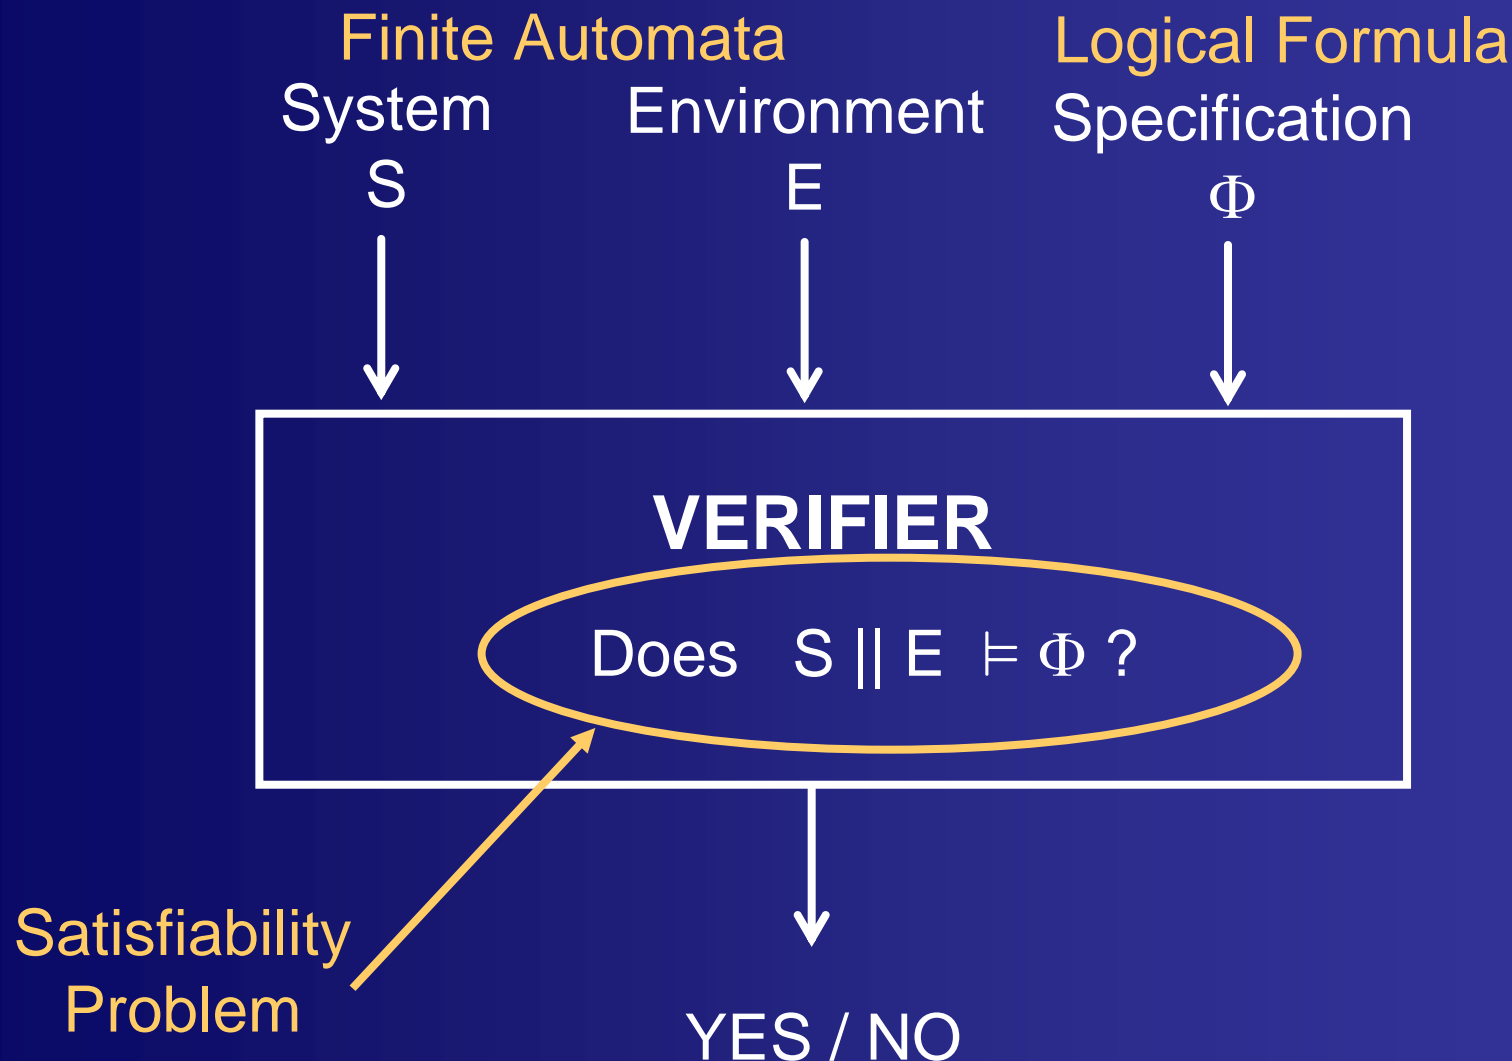 Finite Automata
Logical Formula
System
Environment
Specification
S
E
Φ
VERIFIER
Does S || E ⊨ Φ ?
Satisfiability
Problem
YES / NO